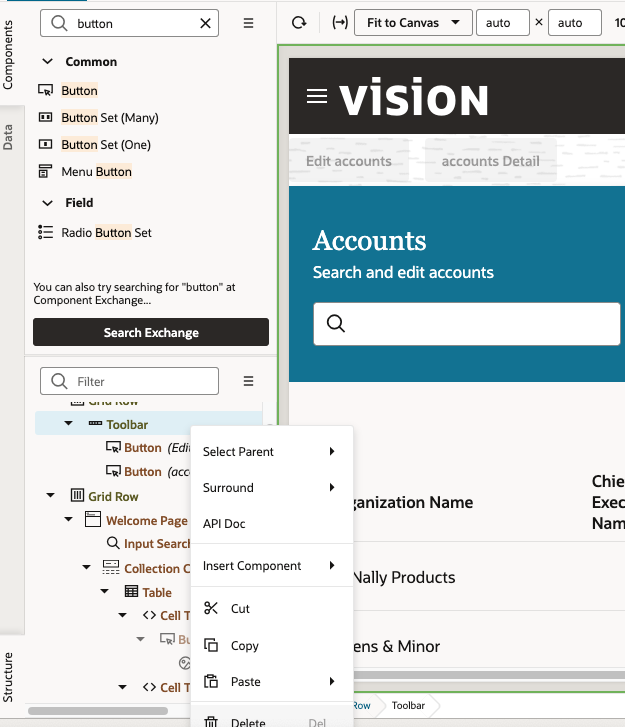 Components
Data
Structure
button
Common
Button
Button Set (Many)
Button Set (One)
Menu Button
Field
Radio Button Set
You can also try searching for "button" at
Component Exchange...
Search Exchange
Filter
Grid Row
Toolbar
Button (Edi
Button (acc
Grid Row
Welcome Page
Input Search
Collection C
Table
Cell T
Bu
Cell T
Select Parent
Surround
API Doc
Insert Component
Cut
Copy
Paste
Delete Del
Fit to Canvas auto × auto 10
vision
Edit accounts accounts Detail
Accounts
Search and edit accounts
ganization Name
Chie
Exec
Nam
Nally Products
ens & Minor
Row Toolbar